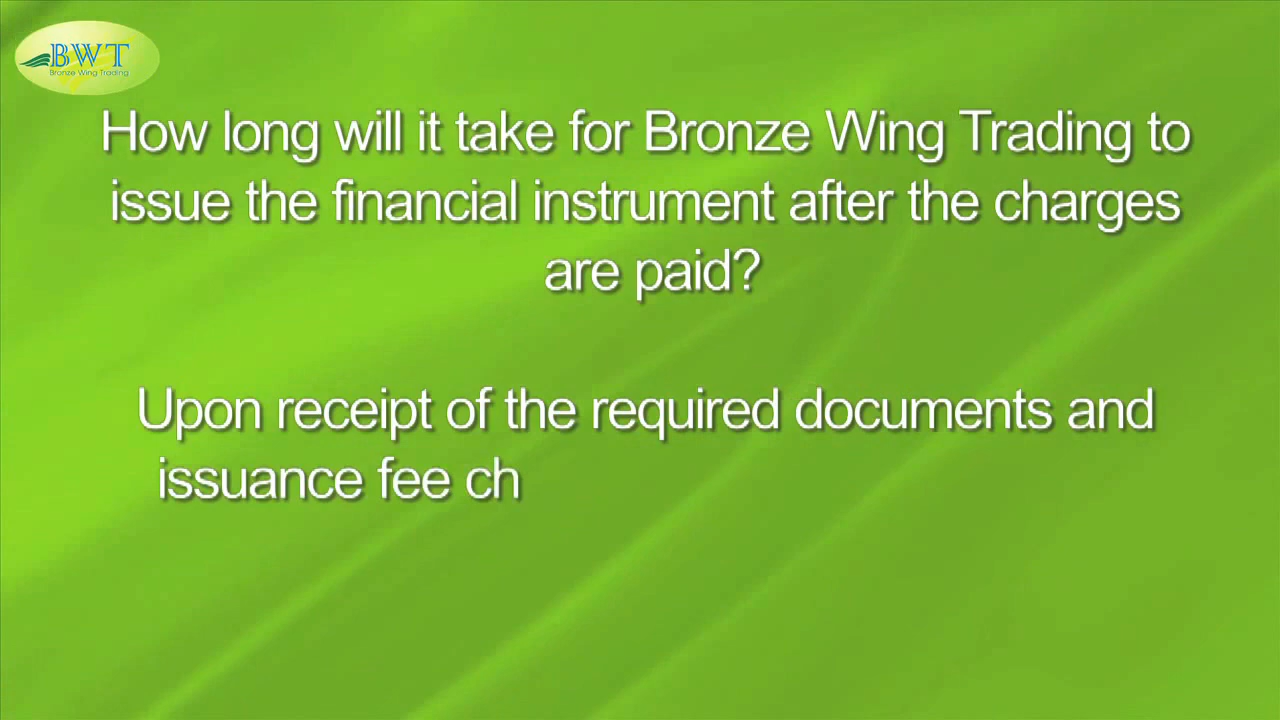 BWT
Bronze Wing Trading
How long will it take for Bronze Wing Trading to
issue the financial instrument after the charges
are paid?
Upon receipt of the required documents and
issuance fee ch